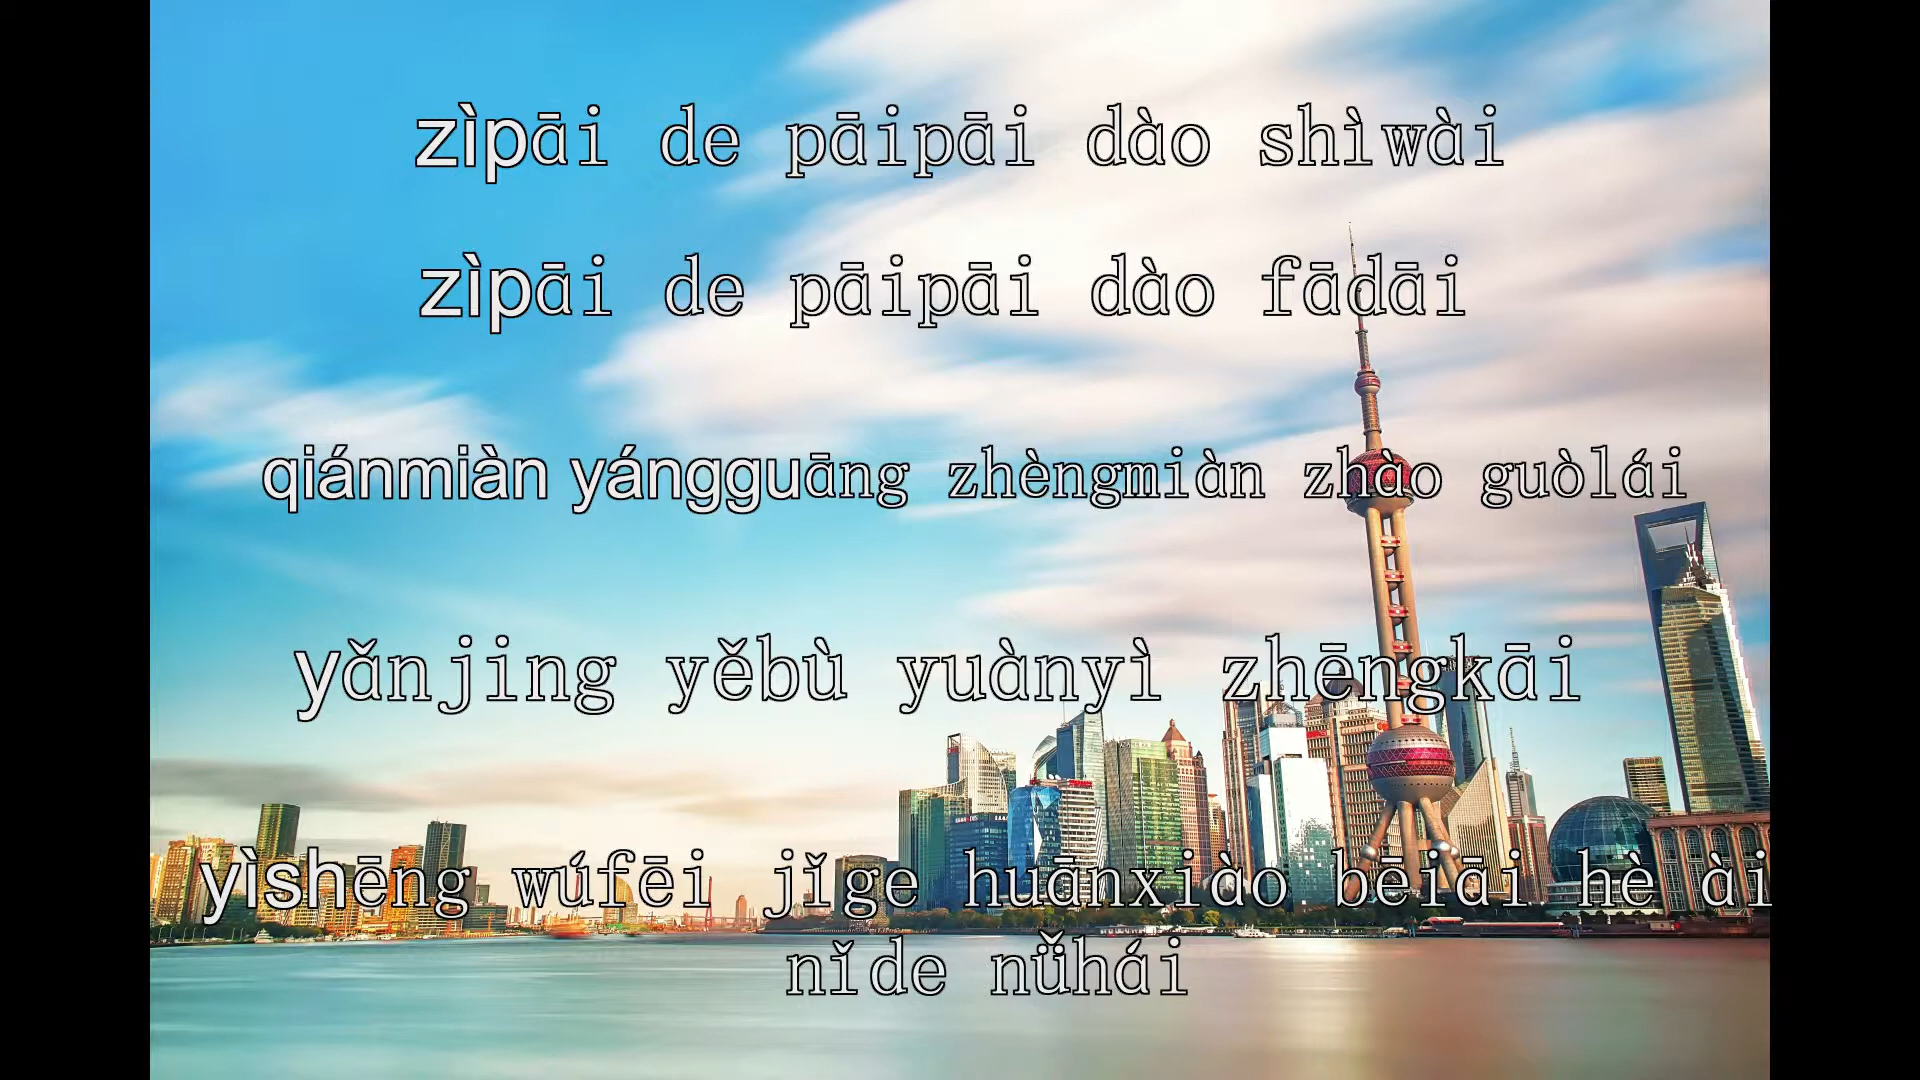 zìpāi de pāipāi dào shìwài
zìpāi de pāipāi dào fādāi
qiánmiàn yángguāng zhèngmiàn zhào guòlái
yǎnjing yěbù yuànyì zhēngkāi
yìshēng wúfēi jǐge huānxiào bēiāi hè ài
nǐde nǚhái